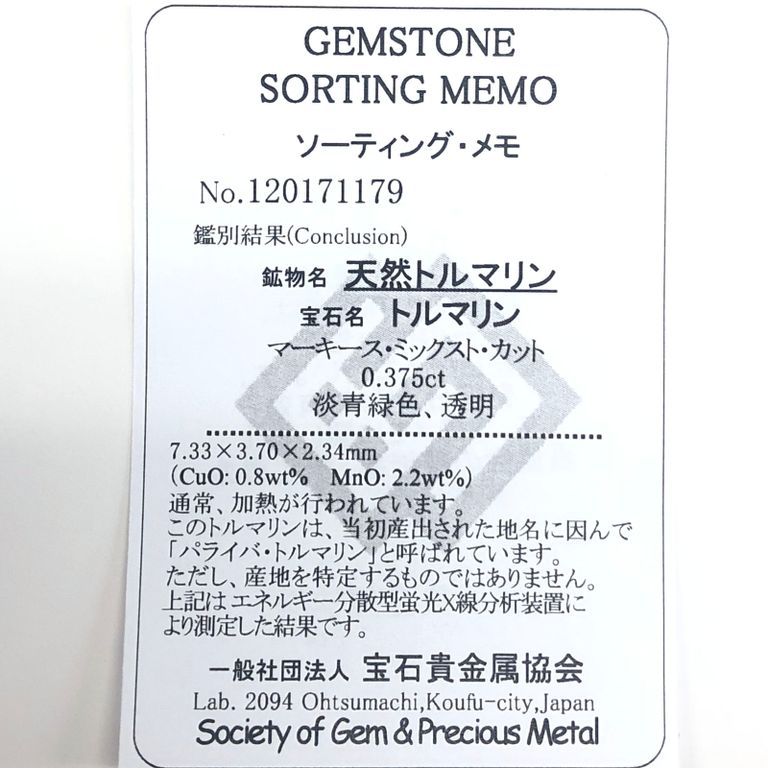 GEMSTONE
SORTING MEMO
ソーティング・メモ
No.120171179
鑑別結果(Conclusion)
鉱物名 天然トルマリン
宝石名 トルマリン
マーキース・ミックスト・カット
0.375ct
淡青緑色、透明
7.33×3.70×2.34mm
(CuO: 0.8wt% MnO: 2.2wt%)
通常、加熱が行われています。
このトルマリンは、当初産出された地名に因んで
「パライバ・トルマリン」と呼ばれています。
ただし、産地を特定するものではありません。
上記は エネルギー分散型蛍光X線分析装置に
より測定した結果です。
一般社団法人 宝石貴金属協会
Lab. 2094 Ohtsumachi,Koufu-city,Japan
Society of Gem & Precious Metal